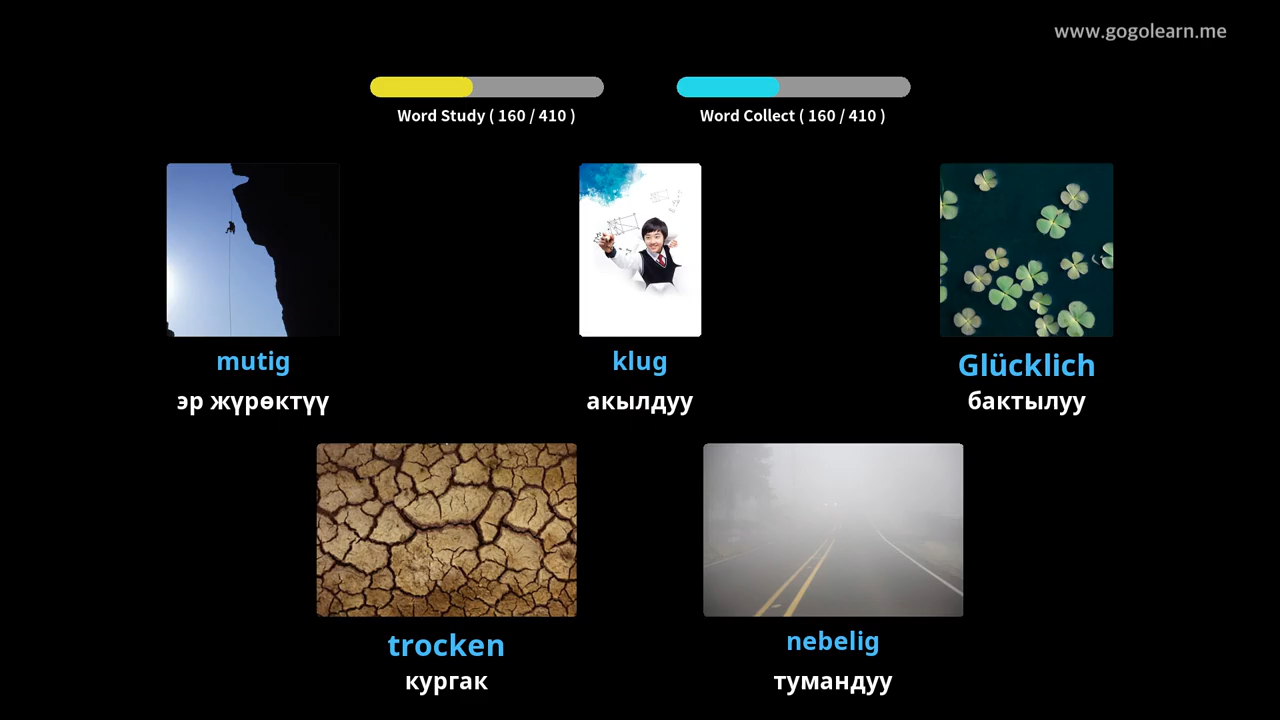 www.gogolearn.me
Word Study ( 160 / 410 )
Word Collect ( 160 / 410 )
mutig
klug
Glücklich
эр жүрөктүү
акылдуу
бактылуу
trocken
nebelig
кургак
тумандуу